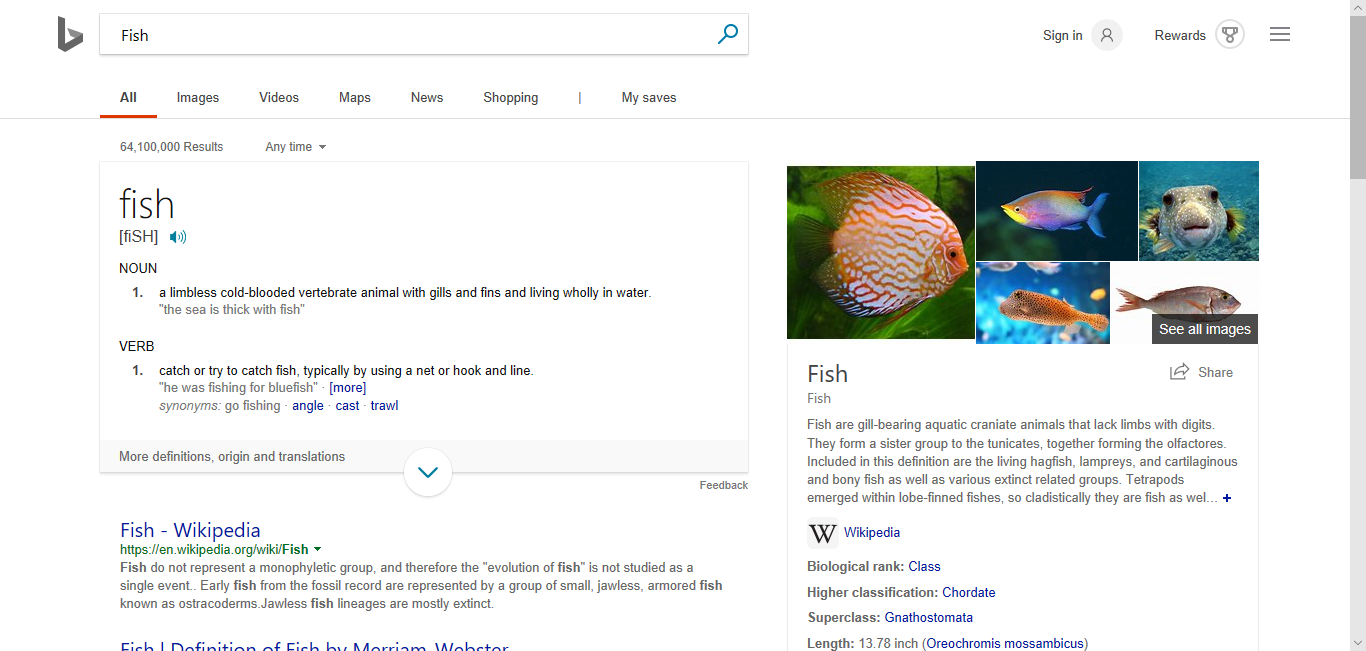 Fish
Sign in
Rewards
All
Images
Videos
Maps
News
Shopping
|
My saves
64,100,000 Results
Any time
fish
[fiSH]
NOUN
1. a limbless cold-blooded vertebrate animal with gills and fins and living wholly in water.
"the sea is thick with fish"
VERB
1. catch or try to catch fish, typically by using a net or hook and line.
"he was fishing for bluefish" · [more]
synonyms: go fishing · angle · cast · trawl
More definitions, origin and translations
Feedback
Fish - Wikipedia
https://en.wikipedia.org/wiki/Fish
Fish do not represent a monophyletic group, and therefore the "evolution of fish" is not studied as a
single event.. Early fish from the fossil record are represented by a group of small, jawless, armored fish
known as ostracoderms.Jawless fish lineages are mostly extinct.
Fish | Definition of Fish by Merriam-Webster
See all images
Fish
Share
Fish
Fish are gill-bearing aquatic craniate animals that lack limbs with digits.
They form a sister group to the tunicates, together forming the olfactores.
Included in this definition are the living hagfish, lampreys, and cartilaginous
and bony fish as well as various extinct related groups. Tetrapods
emerged within lobe-finned fishes, so cladistically they are fish as wel... +
W Wikipedia
Biological rank: Class
Higher classification: Chordate
Superclass: Gnathostomata
Length: 13.78 inch (Oreochromis mossambicus)